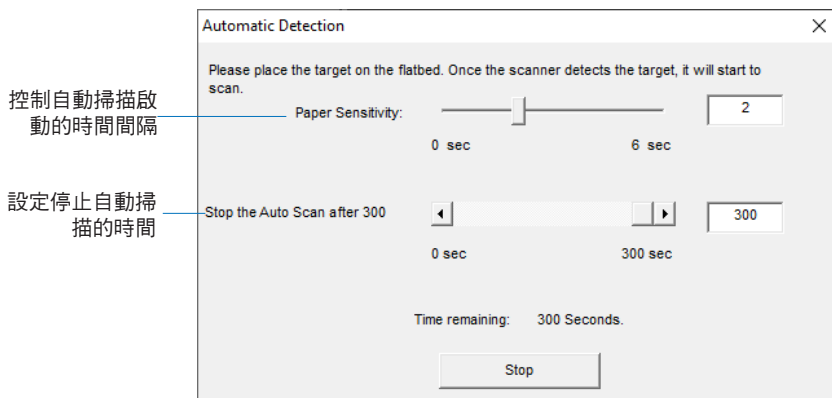 Automatic Detection
Please place the target on the flatbed. Once the scanner detects the target, it will start to
scan.
控制自動掃描啟
動的時間間隔
Paper Sensitivity:
2
0 sec
6 sec
設定停止自動掃
描的時間
Stop the Auto Scan after 300
300
0 sec
300 sec
Time remaining: 300 Seconds.
Stop